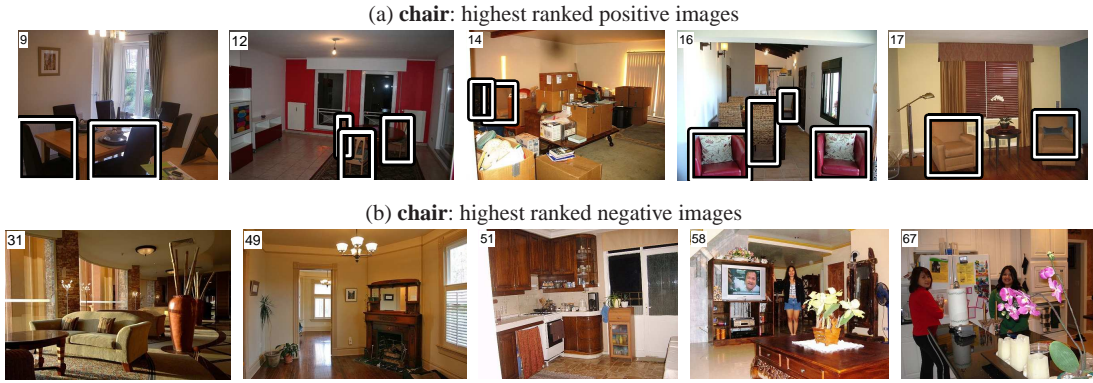 (a) chair: highest ranked positive images
9 12 14 16 17
(b) chair: highest ranked negative images
31 49 51 58 67